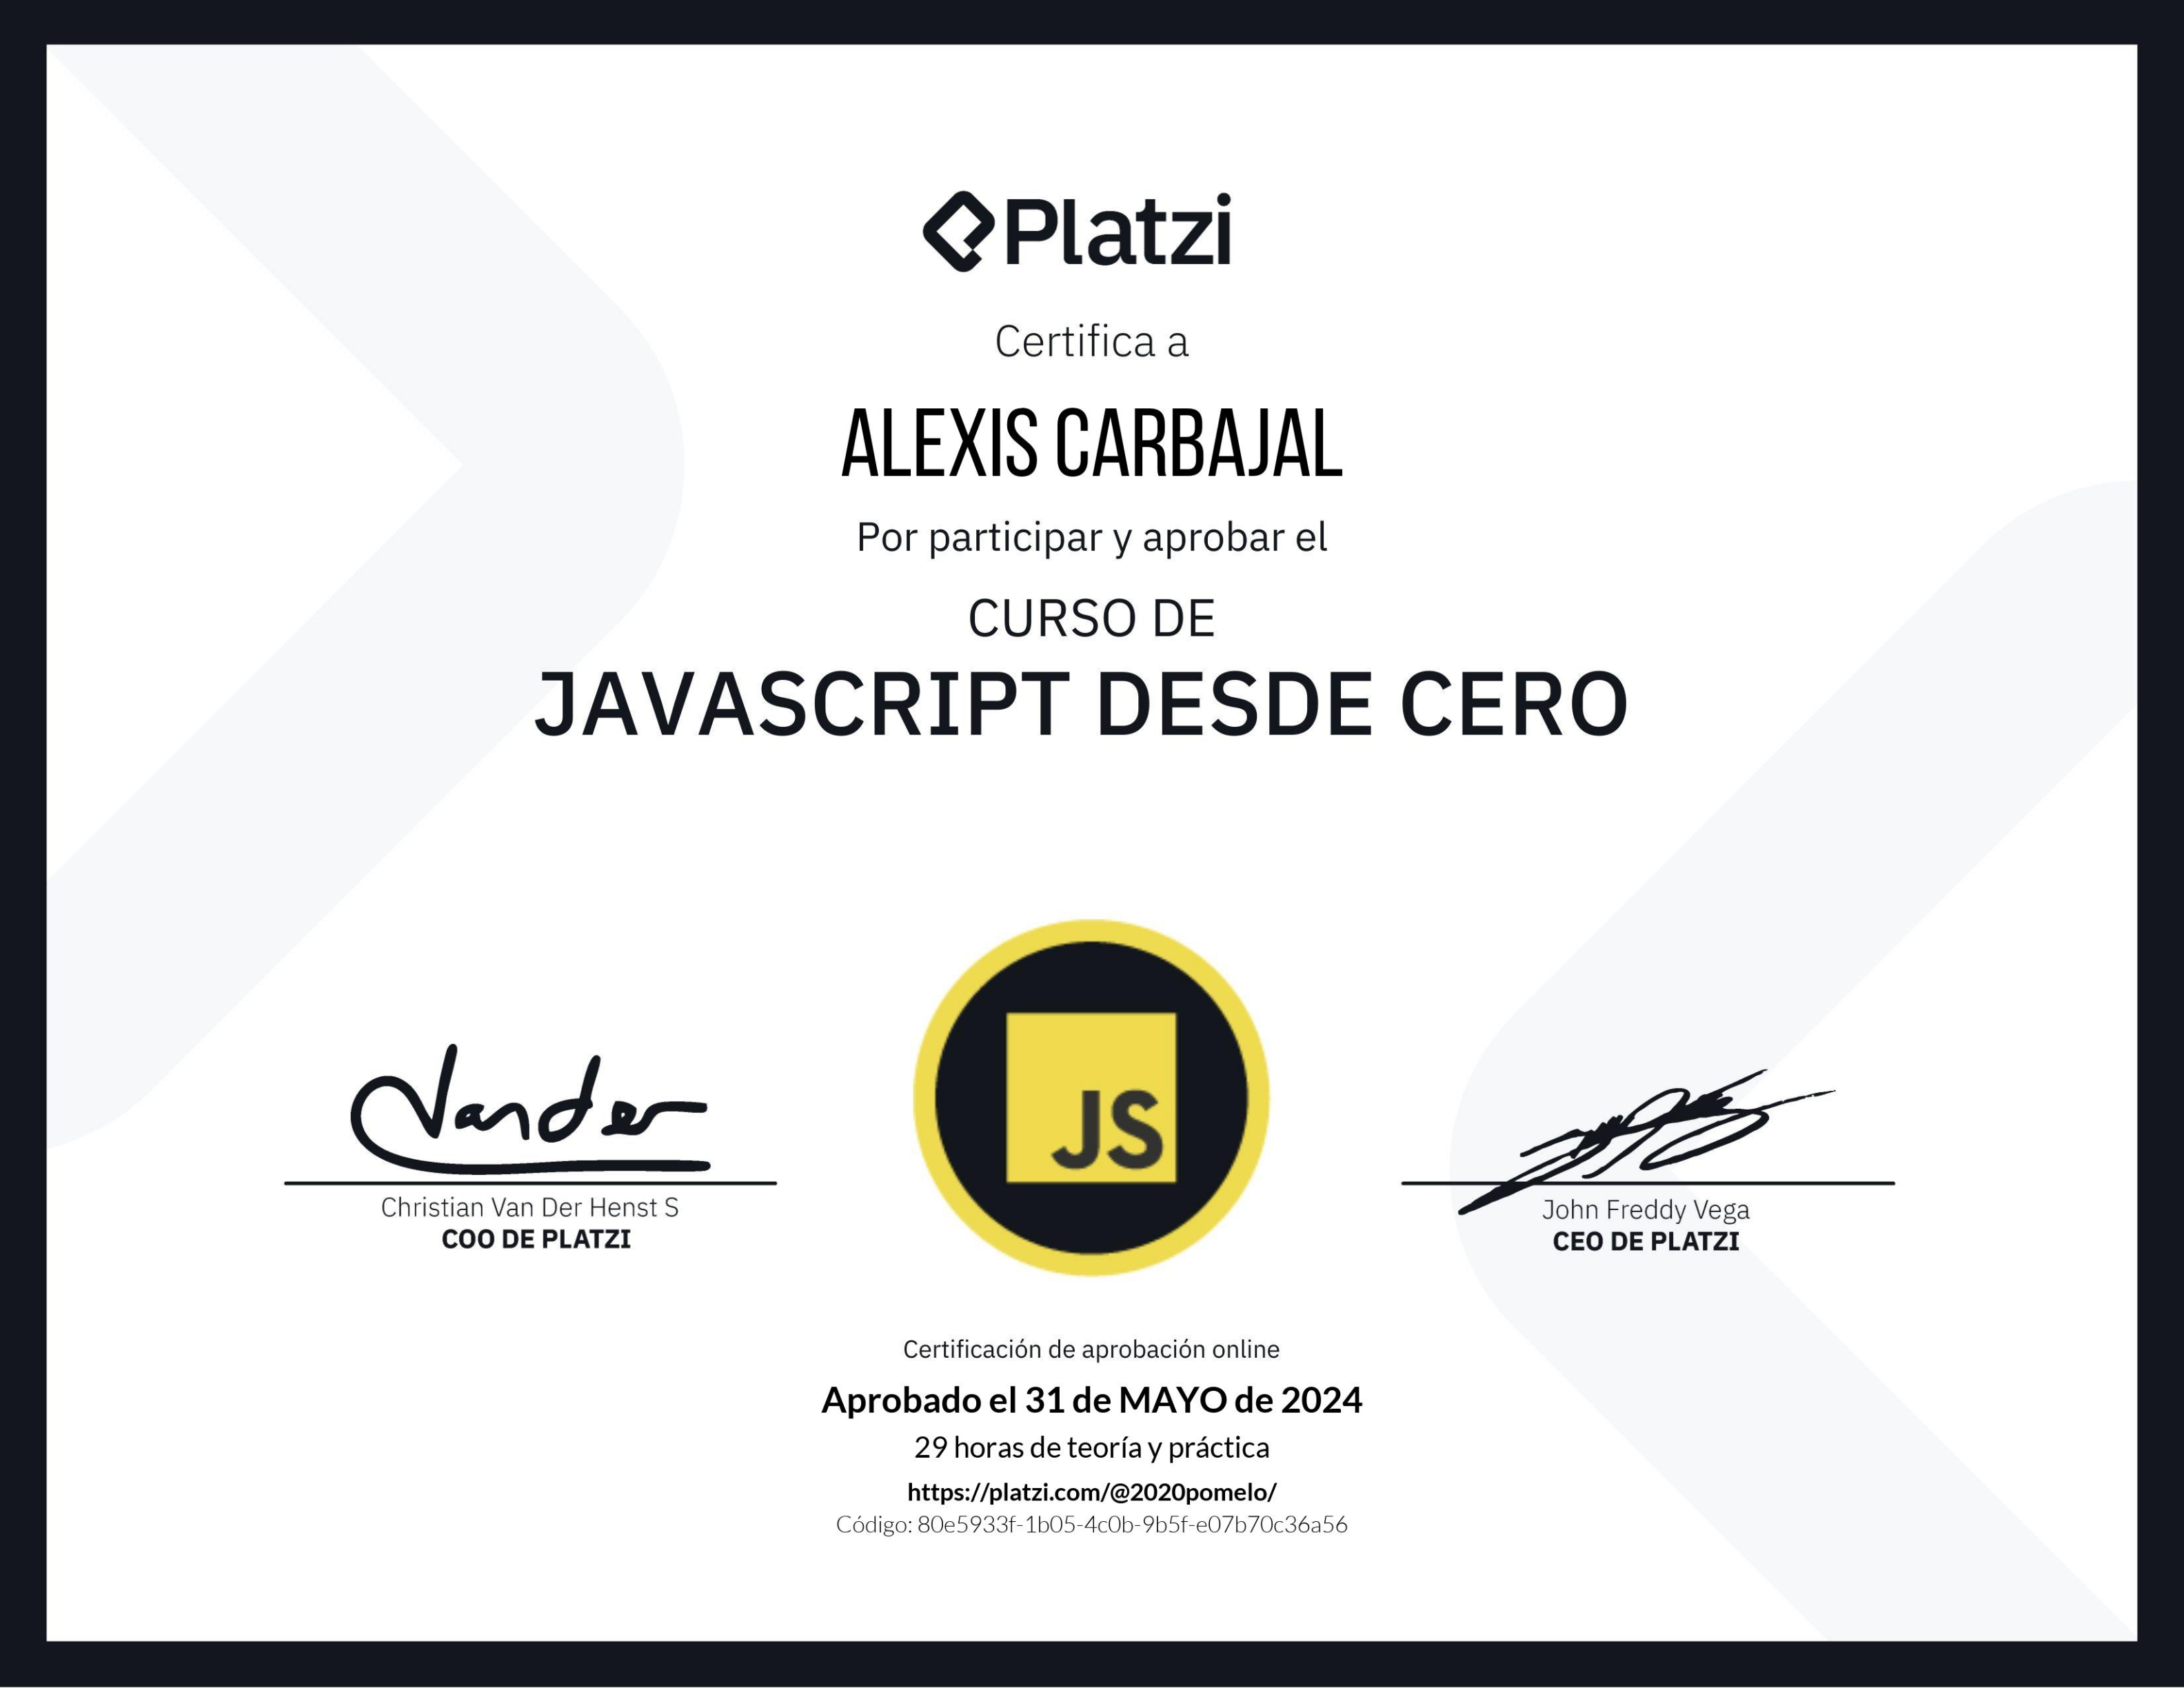 Platzi
Certifica a
ALEXIS CARBAJAL
Por participar y aprobar el
CURSO DE
JAVASCRIPT DESDE CERO
JS
Vander
Christian Van Der Henst S
COO DE PLATZI
John Freddy Vega
CEO DE PLATZI
Certificación de aprobación online
Aprobado el 31 de MAYO de 2024
29 horas de teoría y práctica
https://platzi.com/@2020pomelo/
Código: 80e5933f-1b05-4c0b-9b5f-e07b70c36a56